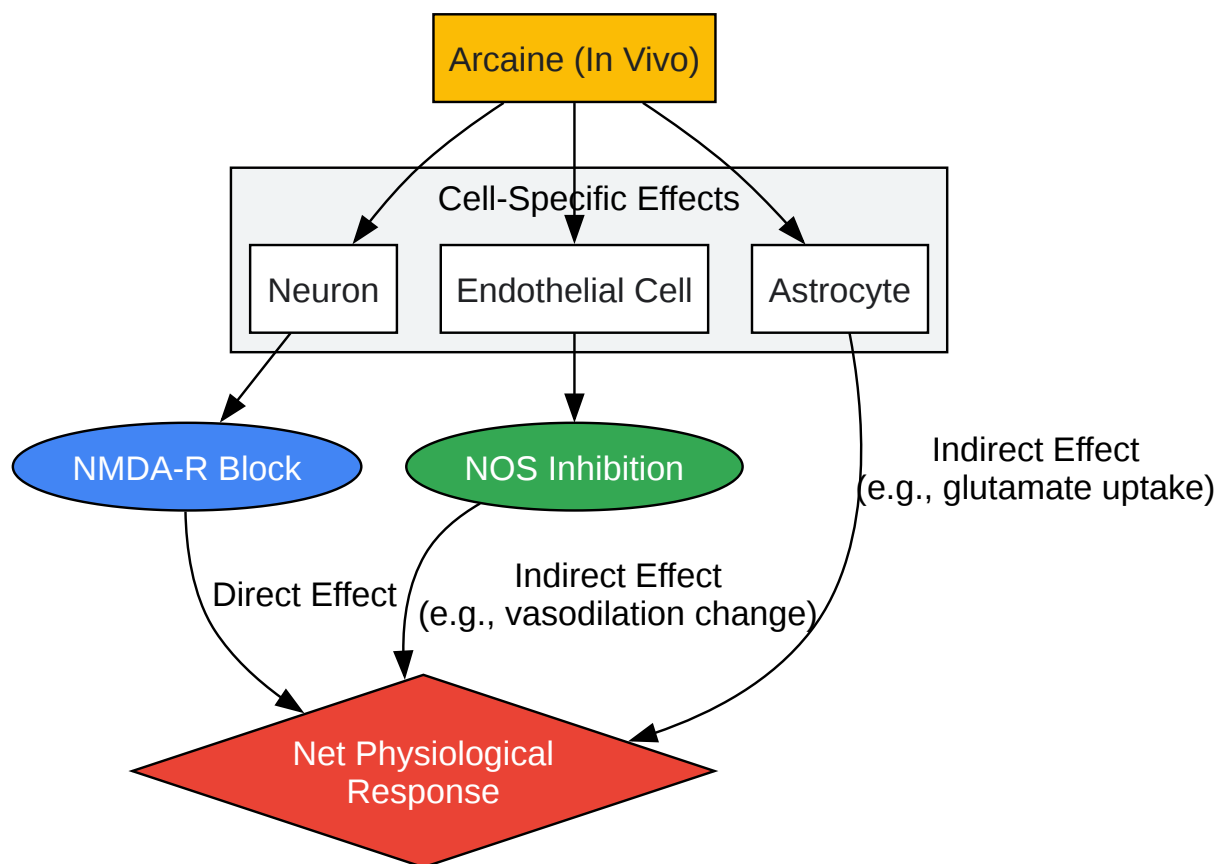 Arcaine (In Vivo)
Cell-Specific Effects
Neuron
Endothelial Cell
Astrocyte
NMDA-R Block
NOS Inhibition
Indirect Effect
(e.g., glutamate uptake)
Direct Effect
Indirect Effect
(e.g., vasodilation change)
Net Physiological
Response